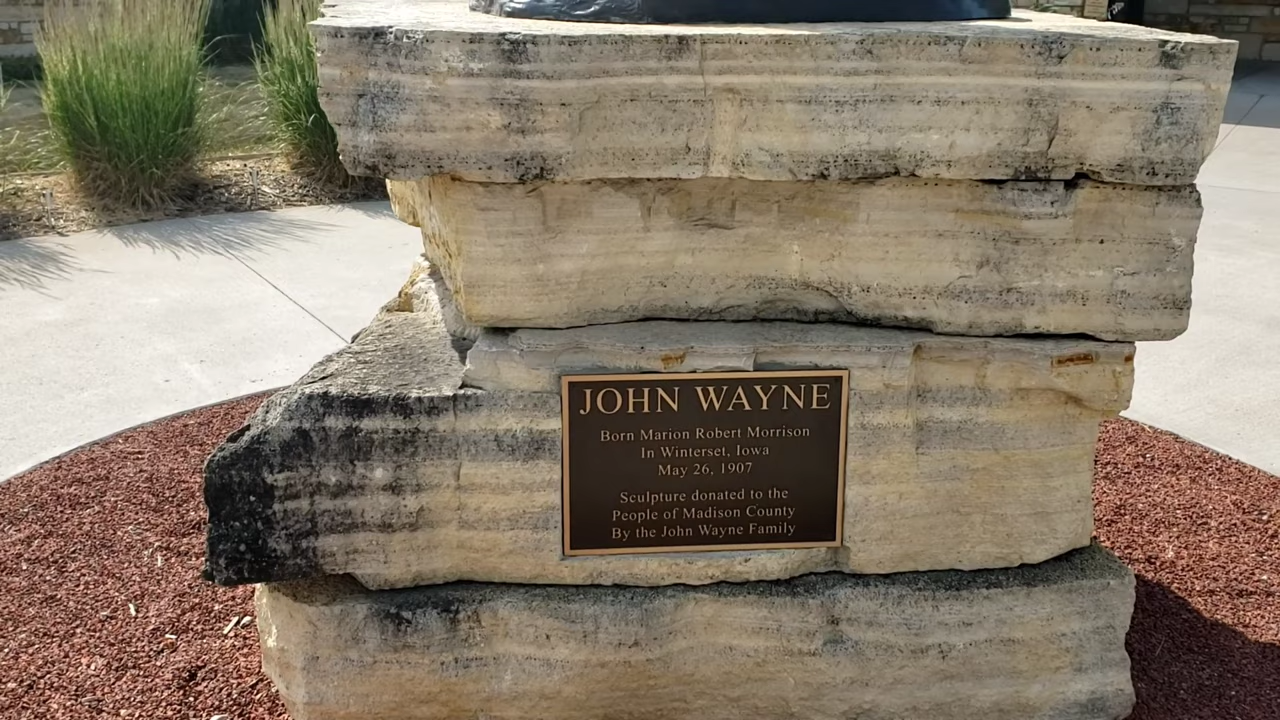 JOHN WAYNE
Born Marion Robert Morrison
In Winterset, Iowa
May 26, 1907
Sculpture donated to the
People of Madison County
By the John Wayne Family